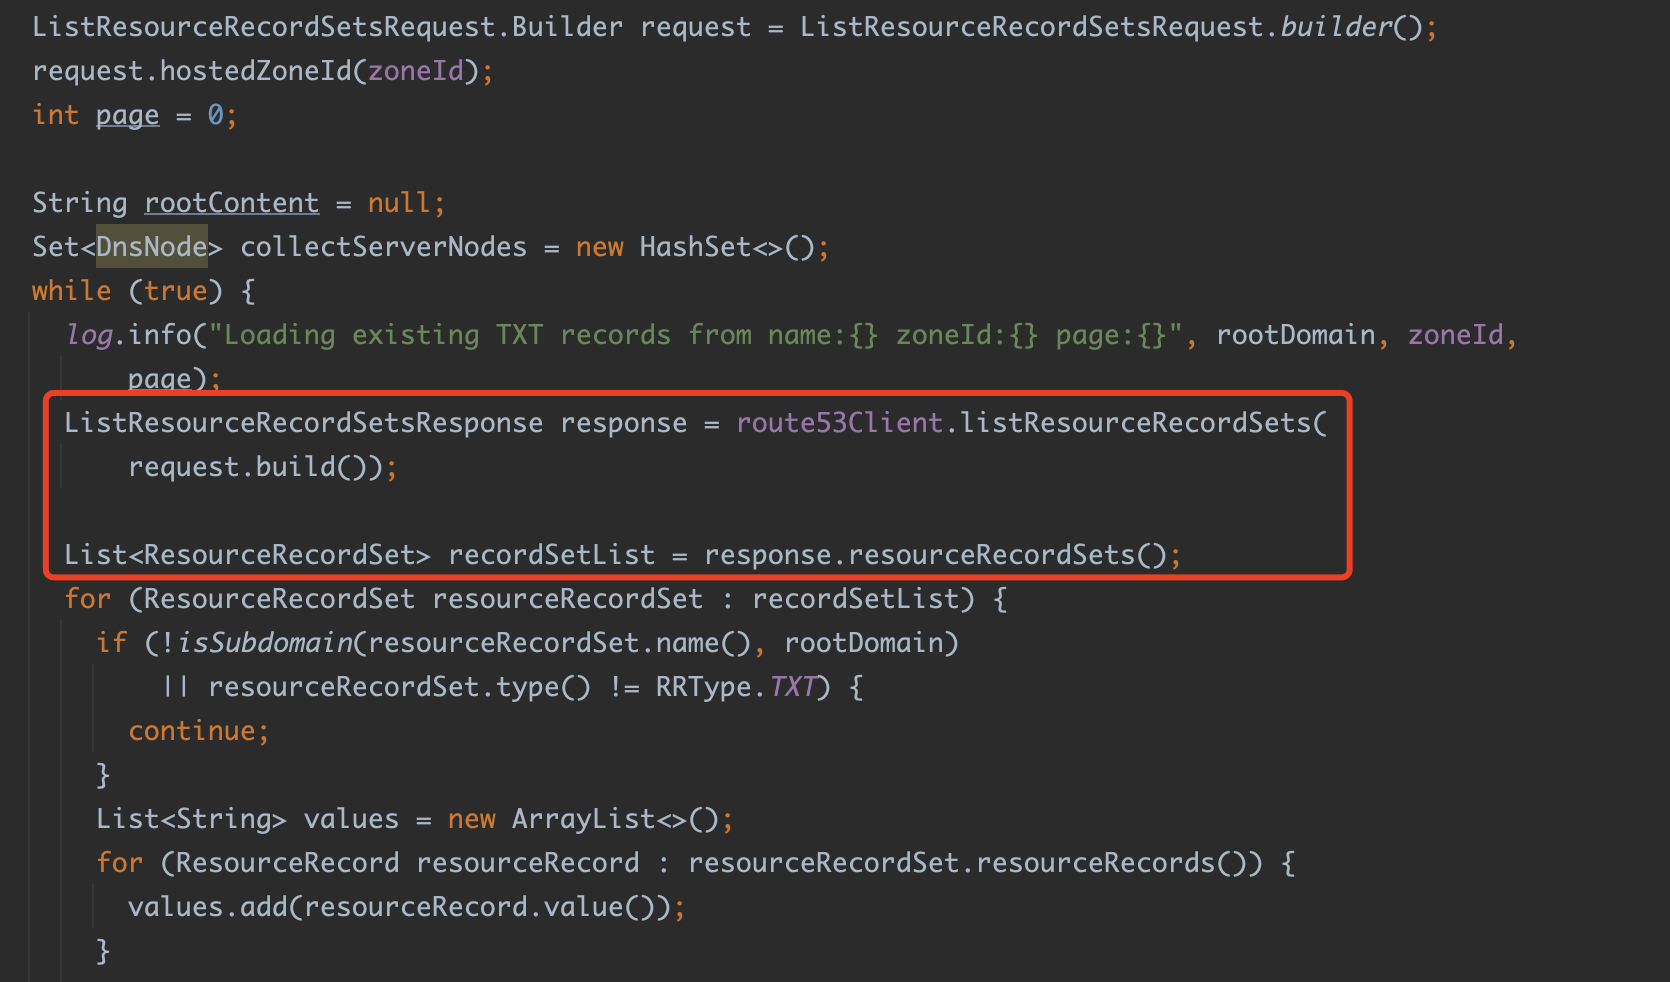 ListResourceRecordSetsRequest.Builder request = ListResourceRecordSetsRequest.builder();
request.hostedZoneId(zoneId);
int page = 0;
String rootContent = null;
Set<DnsNode> collectServerNodes = new HashSet<>();
while (true) {
log.info("Loading existing TXT records from name:{} zoneId:{} page:{}", rootDomain, zoneId,
page);
ListResourceRecordSetsResponse response = route53Client.listResourceRecordSets(
request.build());
List<ResourceRecordSet> recordSetList = response.resourceRecordSets();
for (ResourceRecordSet resourceRecordSet : recordSetList) {
if (!isSubdomain(resourceRecordSet.name(), rootDomain)
|| resourceRecordSet.type() != RRType.TXT) {
continue;
}
List<String> values = new ArrayList<>();
for (ResourceRecord resourceRecord : resourceRecordSet.resourceRecords()) {
values.add(resourceRecord.value());
}